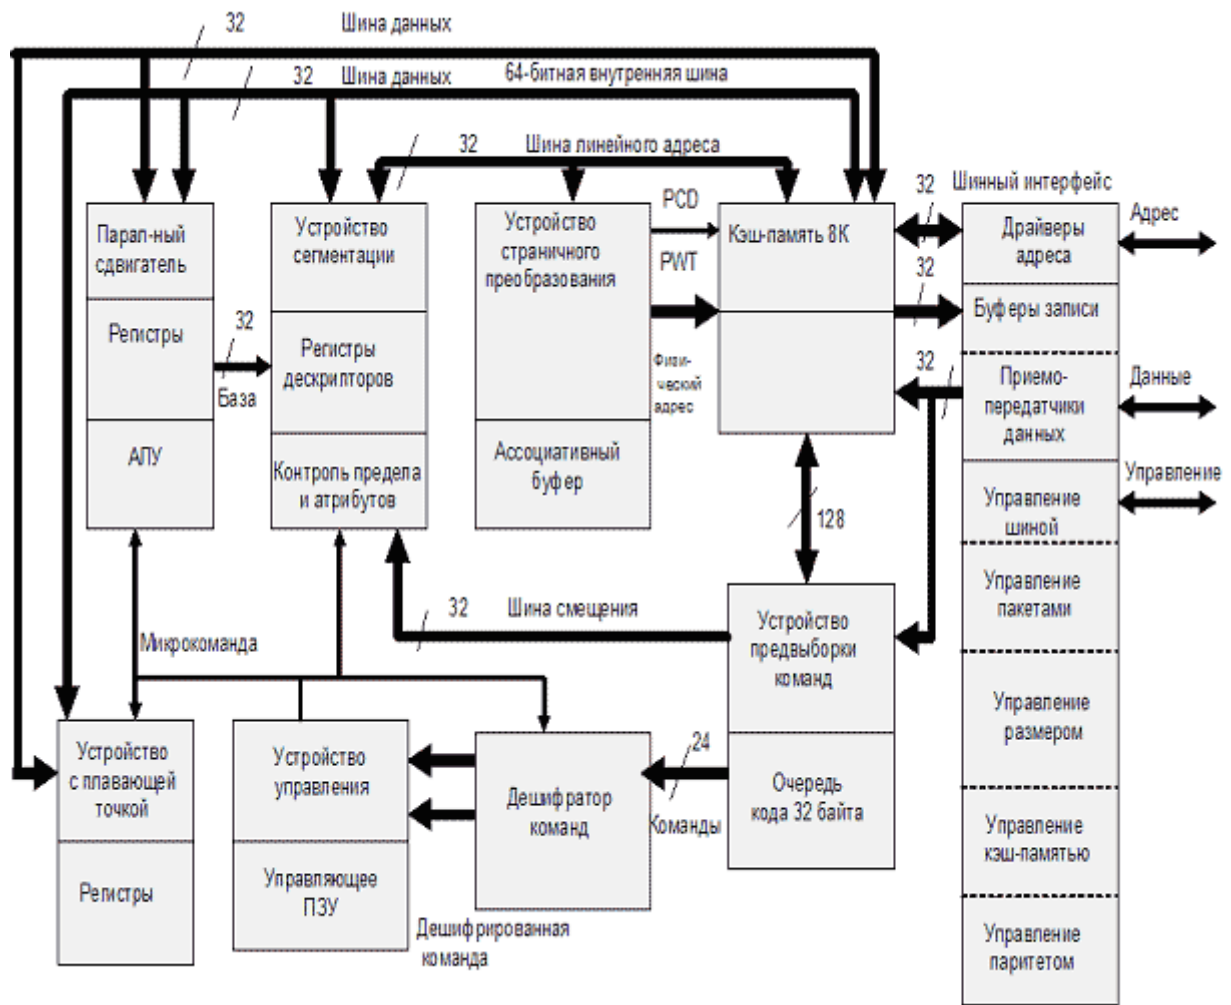 32 Шина данных
32 Шина данных 64-битная внутренняя шина
32 Шина линейного адреса
32 Шинный интерфейс
Парал-ный
сдвигатель
Регистры
АЛУ
32
База
Устройство
сегментации
Регистры
дескрипторов
Контроль предела
и атрибутов
Устройство
страничного
преобразования
Ассоциативный
буфер
PCD
PWT
Физи-
ческий
адрес
Кэш-память 8К
32
32
Драйверы
адреса
Буферы записи
Приемо-
передатчики
данных
Управление
шиной
Управление
пакетами
Управление
размером
Управление
кэш-памятью
Управление
паритетом
Адрес
Данные
Управление
128
32 Шина смещения
Микрокоманда
Устройство
предвыборки
команд
Очередь
кода 32 байта
24
Команды
Дешифратор
команд
Дешифрированная
команда
Устройство
управления
Управляющее
ПЗУ
Устройство
с плавающей
точкой
Регистры